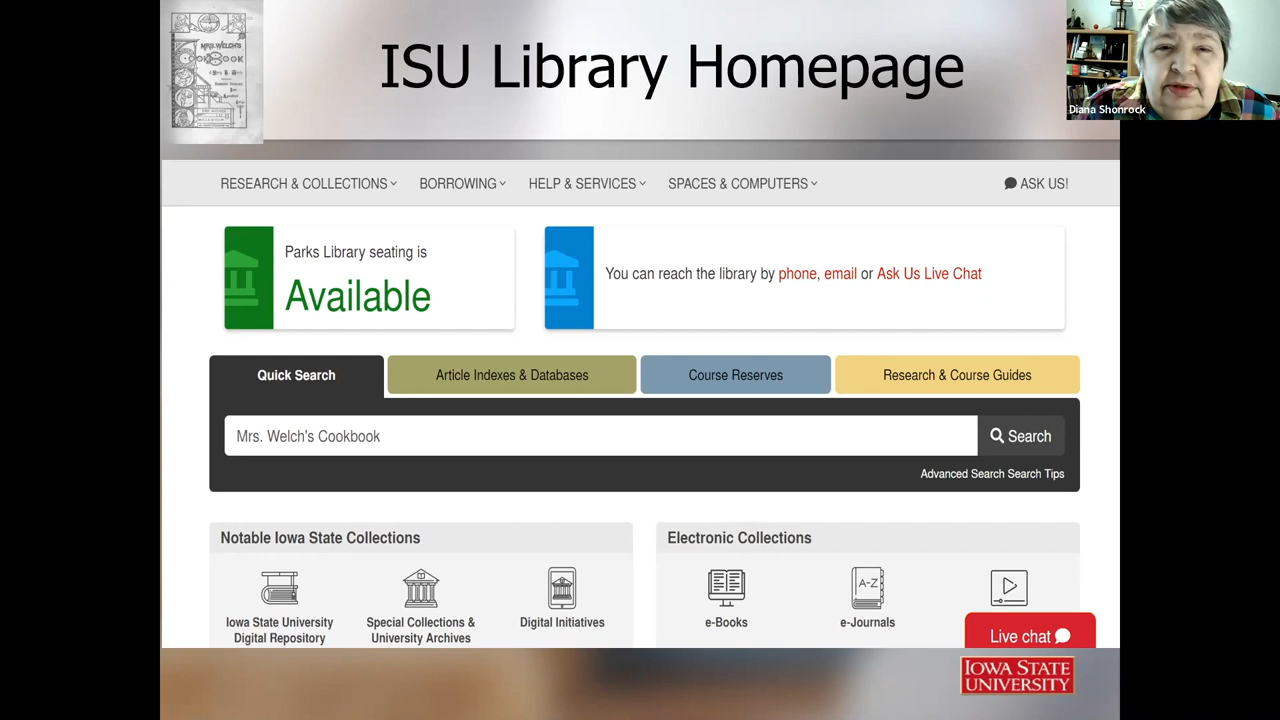 MRS. WELCH'S
COOKBOOK
ISU Library Homepage
Diana Shonrock
RESEARCH & COLLECTIONS
BORROWING
HELP & SERVICES
SPACES & COMPUTERS
ASK US!
Parks Library seating is
Available
You can reach the library by phone, email or Ask Us Live Chat
Quick Search
Article Indexes & Databases
Course Reserves
Research & Course Guides
Mrs. Welch's Cookbook
Search
Advanced Search Search Tips
Notable Iowa State Collections
Iowa State University
Digital Repository
Special Collections &
University Archives
Digital Initiatives
Electronic Collections
e-Books
A-Z
e-Journals
Live chat
IOWA STATE
UNIVERSITY